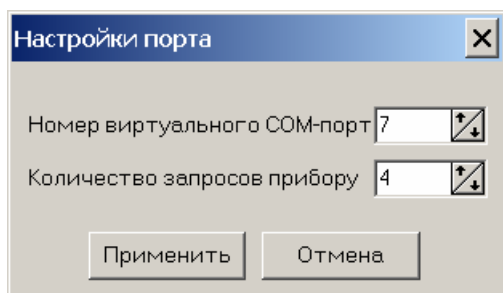 Настройки порта
Номер виртуального COM-порт 7
Количество запросов прибору 4
Применить Отмена